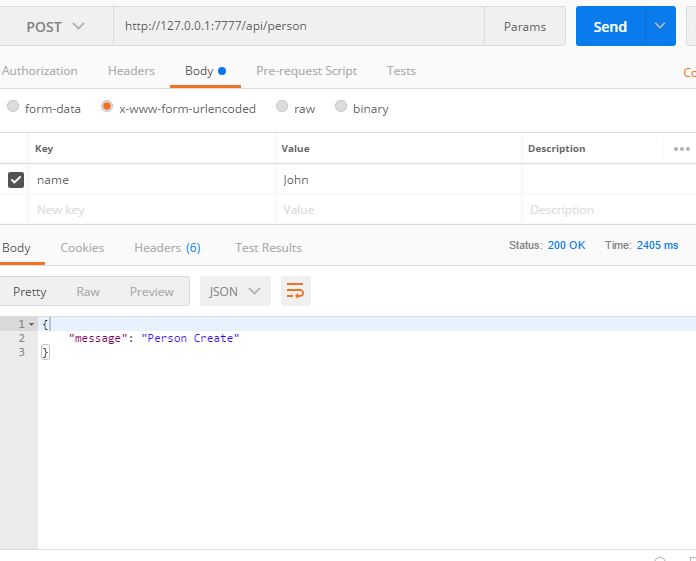 POST http://127.0.0.1:7777/api/person Params Send
Authorization Headers Body Pre-request Script Tests Co
form-data x-www-form-urlencoded raw binary
Key Value Description
name John
New key Value Description
Body Cookies Headers (6) Test Results Status: 200 OK Time: 2405 ms
Pretty Raw Preview JSON
1 {
2 "message": "Person Create"
3 }